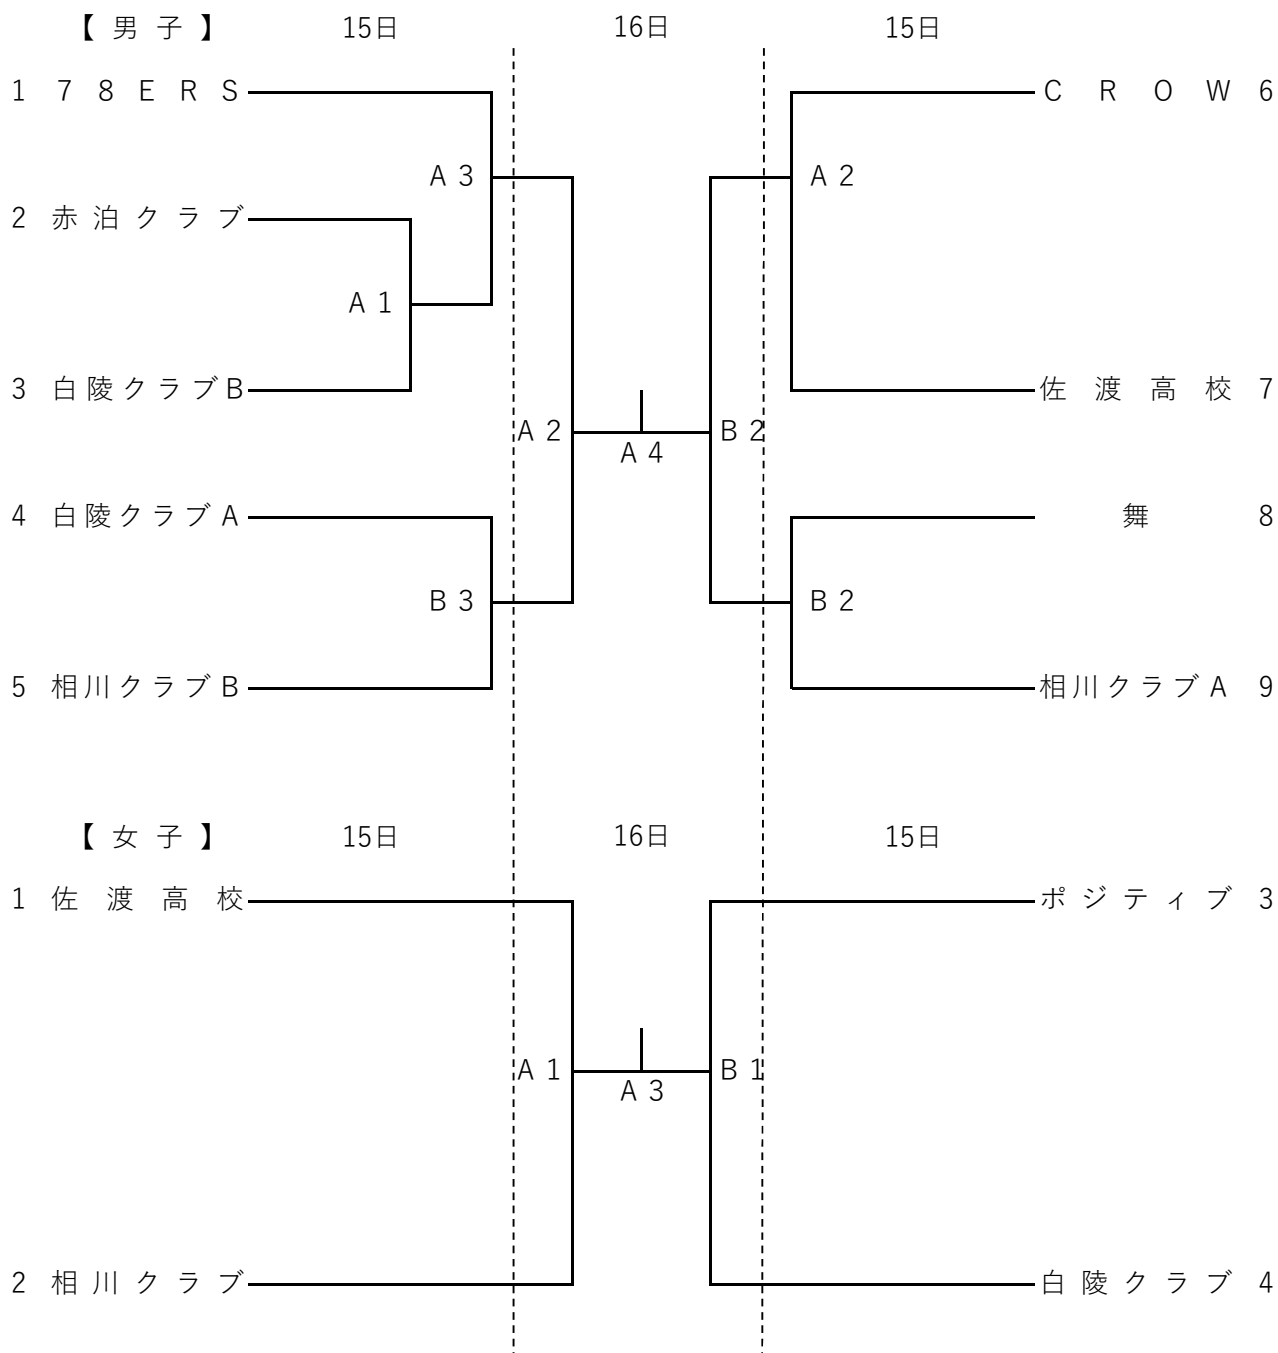 【 男 子 】 15日 16日 15日
1 ７８ＥＲＳ ＣＲＯＷ 6
Ａ３ Ａ２
2 赤泊クラブ
Ａ１
3 白陵クラブB 佐渡高校 7
Ａ２ Ｂ２
Ａ４
4 白陵クラブＡ 舞 8
Ｂ３ Ｂ２
5 相川クラブＢ 相川クラブＡ 9
【 女 子 】 15日 16日 15日
1 佐渡高校 ポジティブ 3
Ａ１ Ｂ１
Ａ３
2 相川クラブ 白陵クラブ 4